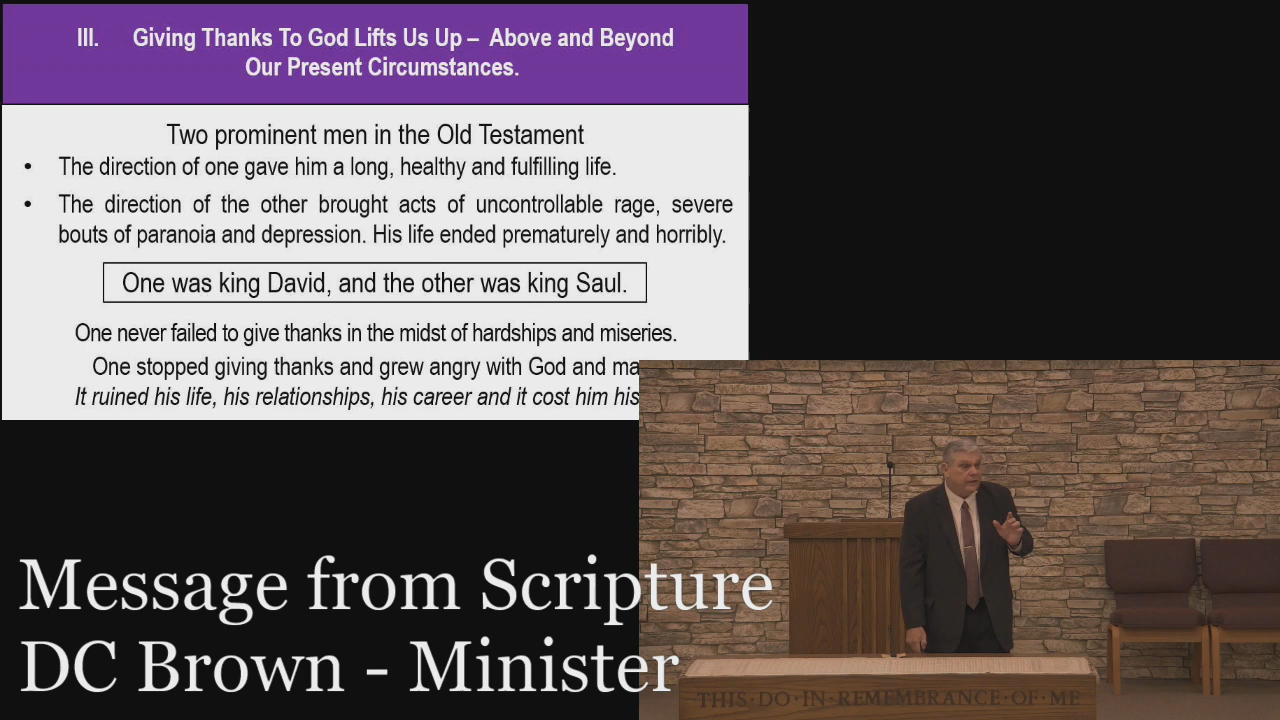 III. Giving Thanks To God Lifts Us Up – Above and Beyond
Our Present Circumstances.
Two prominent men in the Old Testament
• The direction of one gave him a long, healthy and fulfilling life.
• The direction of the other brought acts of uncontrollable rage, severe
bouts of paranoia and depression. His life ended prematurely and horribly.
One was king David, and the other was king Saul.
One never failed to give thanks in the midst of hardships and miseries.
One stopped giving thanks and grew angry with God and
It ruined his life, his relationships, his career and it cost him his
Message from Scripture
DC Brown - Minister
THIS·DO·IN·REMEMBRANCE·OF·ME